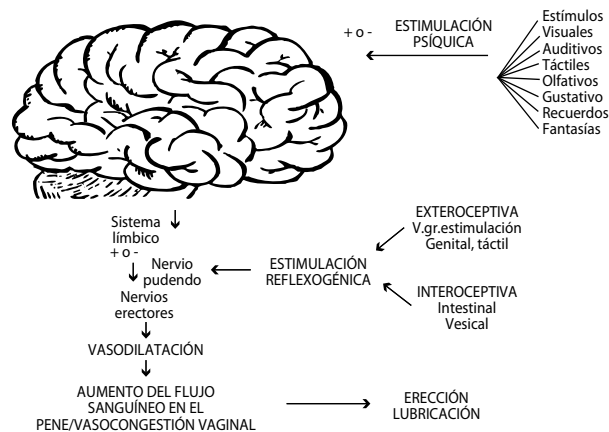 + o -
ESTIMULACIÓN
PSÍQUICA
Estímulos
Visuales
Auditivos
Táctiles
Olfativos
Gustativo
Recuerdos
Fantasías
Sistema
límbico
+ o -
Nervio
pudendo
Nervios
erectores
ESTIMULACIÓN
REFLEXOGÉNICA
EXTEROCEPTIVA
V.gr.estimulación
Genital, táctil
INTEROCEPTIVA
Intestinal
Vesical
VASODILATACIÓN
AUMENTO DEL FLUJO
SANGUÍNEO EN EL
PENE/VASOCONGESTIÓN VAGINAL
ERECCIÓN
LUBRICACIÓN